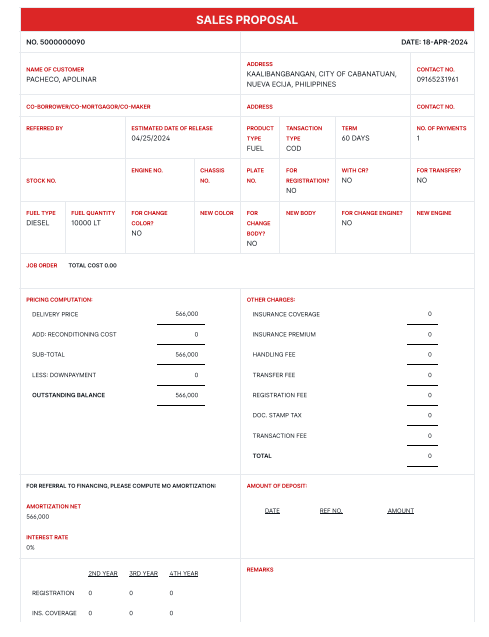 SALES PROPOSAL
NO. 5000000090
DATE: 18-APR-2024
NAME OF CUSTOMER
PACHECO, APOLINAR
ADDRESS
KAALIBANGBANGAN, CITY OF CABANATUAN,
NUEVA ECIJA, PHILIPPINES
CONTACT NO.
09165231961
CO-BORROWER/CO-MORTGAGOR/CO-MAKER
ADDRESS
CONTACT NO.
REFERRED BY
ESTIMATED DATE OF RELEASE
04/25/2024
PRODUCT
TYPE
FUEL
TANSACTION
TYPE
COD
TERM
60 DAYS
NO. OF PAYMENTS
1
STOCK NO.
ENGINE NO.
CHASSIS
NO.
PLATE
NO.
FOR
REGISTRATION?
NO
WITH CR?
NO
FOR TRANSFER?
NO
FUEL TYPE
DIESEL
FUEL QUANTITY
10000 LT
FOR CHANGE
COLOR?
NO
NEW COLOR
FOR
CHANGE
BODY?
NO
NEW BODY
FOR CHANGE ENGINE?
NO
NEW ENGINE
JOB ORDER TOTAL COST 0.00
PRICING COMPUTATION:
DELIVERY PRICE 566,000
ADD: RECONDITIONING COST 0
SUB-TOTAL 566,000
LESS: DOWNPAYMENT 0
OUTSTANDING BALANCE 566,000
OTHER CHARGES:
INSURANCE COVERAGE 0
INSURANCE PREMIUM 0
HANDLING FEE 0
TRANSFER FEE 0
REGISTRATION FEE 0
DOC. STAMP TAX 0
TRANSACTION FEE 0
TOTAL 0
FOR REFERRAL TO FINANCING, PLEASE COMPUTE MO AMORTIZATION!
AMORTIZATION NET
566,000
INTEREST RATE
0%
AMOUNT OF DEPOSIT:
DATE REF NO. AMOUNT
2ND YEAR 3RD YEAR 4TH YEAR
REGISTRATION 0 0 0
INS. COVERAGE 0 0 0
REMARKS